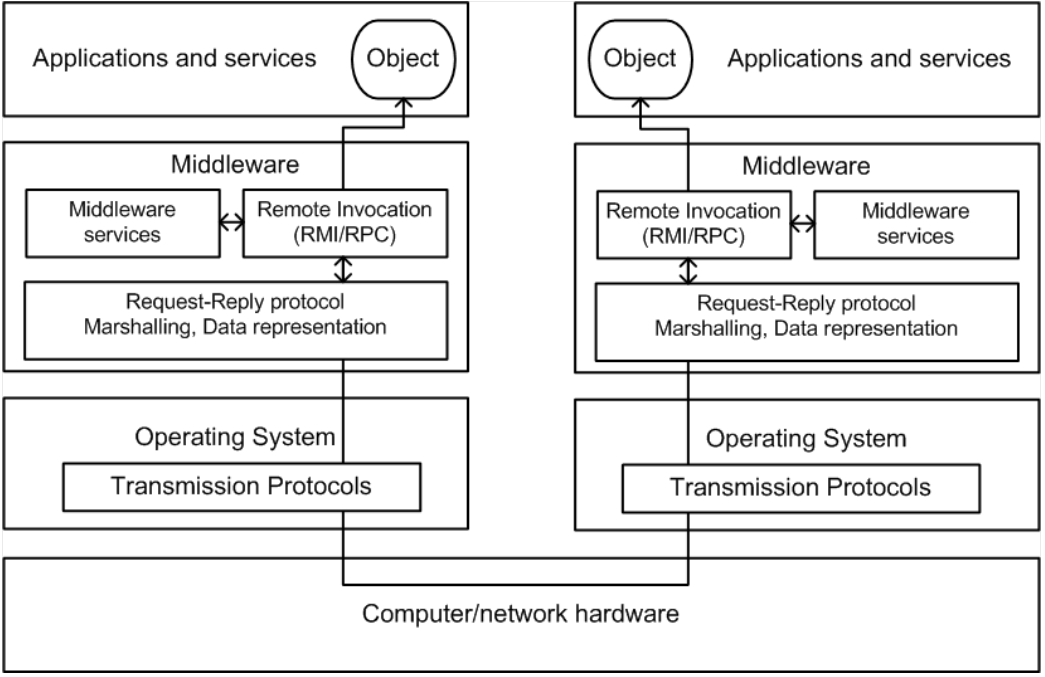 Applications and services
Object
Object
Applications and services
Middleware
Middleware
services
Remote Invocation
(RMI/RPC)
Request-Reply protocol
Marshalling, Data representation
Middleware
Remote Invocation
(RMI/RPC)
Middleware
services
Request-Reply protocol
Marshalling, Data representation
Operating System
Transmission Protocols
Operating System
Transmission Protocols
Computer/network hardware